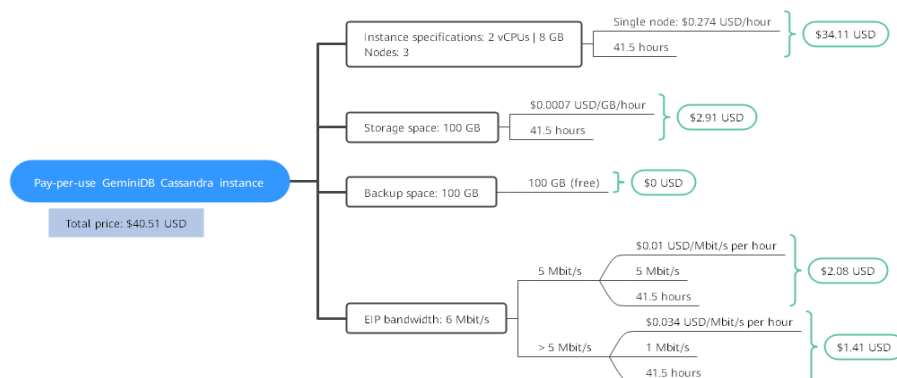 Pay-per-use GeminiDB Cassandra instance
Total price: $40.51 USD
Instance specifications: 2 vCPUs | 8 GB
Nodes: 3
Single node: $0.274 USD/hour
41.5 hours
$34.11 USD
Storage space: 100 GB
$0.0007 USD/GB/hour
41.5 hours
$2.91 USD
Backup space: 100 GB
100 GB (free)
$0 USD
EIP bandwidth: 6 Mbit/s
5 Mbit/s
$0.01 USD/Mbit/s per hour
5 Mbit/s
41.5 hours
$2.08 USD
> 5 Mbit/s
$0.034 USD/Mbit/s per hour
1 Mbit/s
41.5 hours
$1.41 USD